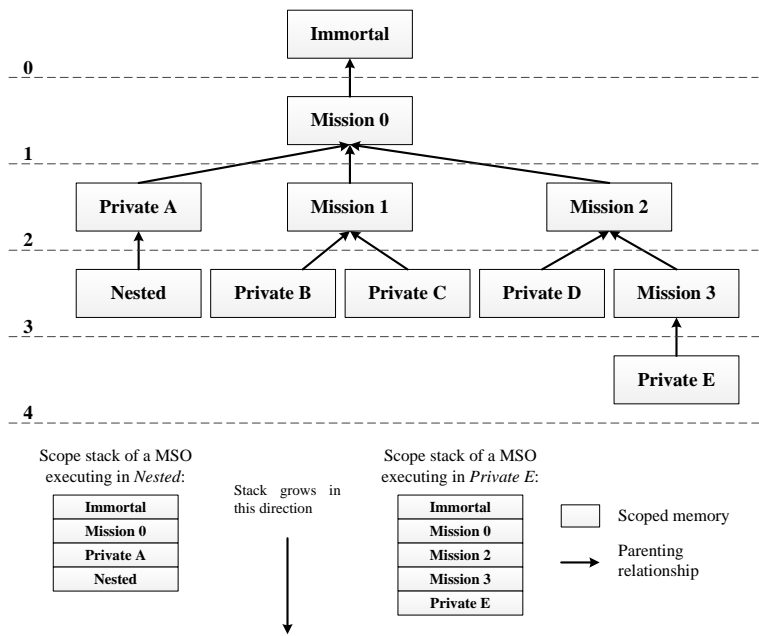 Immortal
0
Mission 0
1
Private A
Mission 1
Mission 2
2
Nested
Private B
Private C
Private D
Mission 3
3
Private E
4
Scope stack of a MSO
executing in Nested:
Immortal
Mission 0
Private A
Nested
Stack grows in
this direction
Scope stack of a MSO
executing in Private E:
Immortal
Mission 0
Mission 2
Mission 3
Private E
Scoped memory
Parenting
relationship